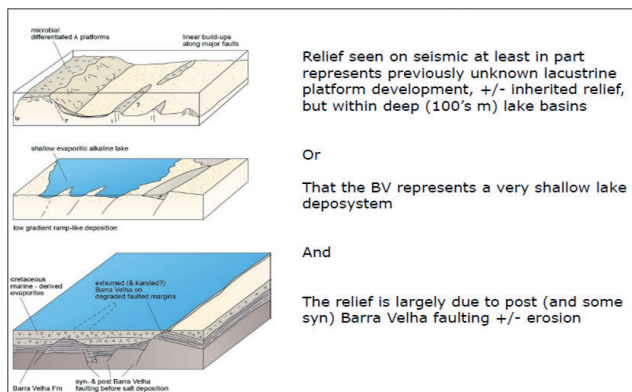 microbial
differentiated A platforms
linear build-ups
along major faults
?
shallow evaporitic alkaline lake
low gradient ramp-like deposition
cretaceous
marine - derived
evaporites
exhumed (& karsted?)
Barra Velha on
degraded faulted margins
Barra Velha Fm
syn- & post Barra Velha
faulting before salt deposition
Relief seen on seismic at least in part
represents previously unknown lacustrine
platform development, +/- inherited relief,
but within deep (100's m) lake basins
Or
That the BV represents a very shallow lake
deposystem
And
The relief is largely due to post (and some
syn) Barra Velha faulting +/- erosion